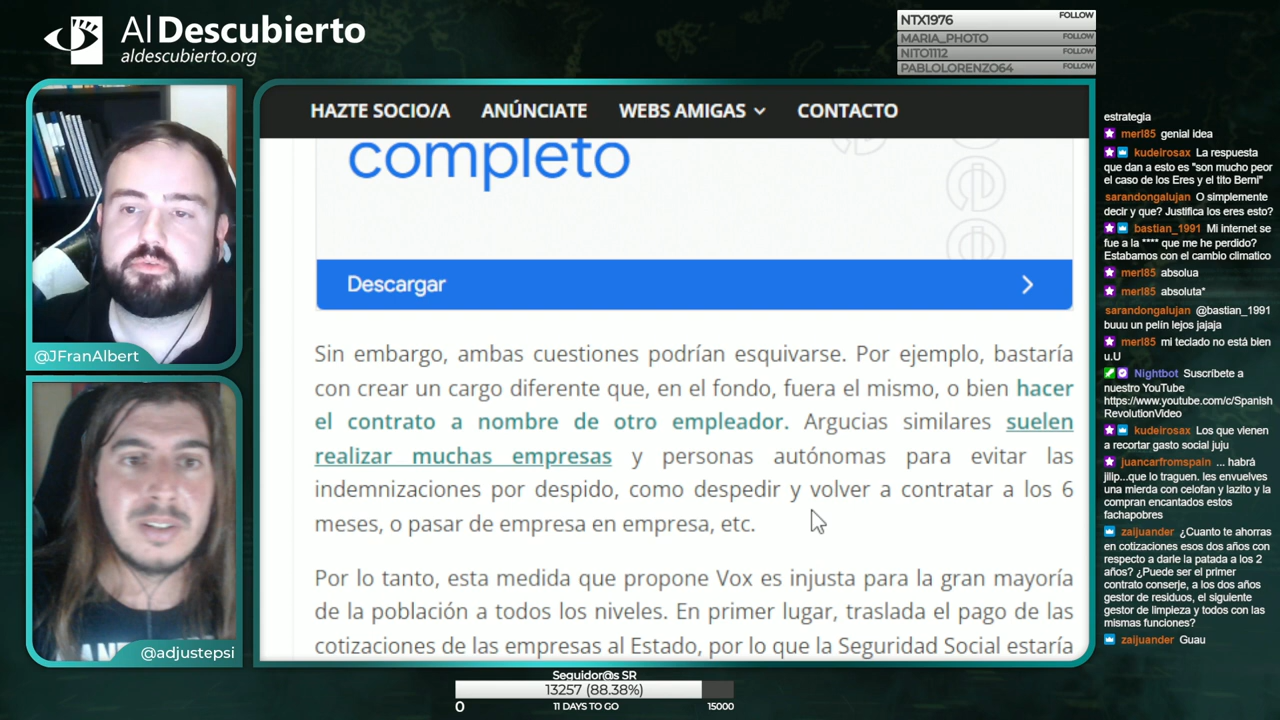 Al Descubierto
aldescubierto.org
NTX1976 FOLLOW
MARIA_PHOTO FOLLOW
NITO1112 FOLLOW
PABLOLORENZO64 FOLLOW
HAZTE SOCIO/A ANÚNCIATE WEBS AMIGAS CONTACTO
completo
Descargar
Sin embargo, ambas cuestiones podrían esquivarse. Por ejemplo, bastaría
con crear un cargo diferente que, en el fondo, fuera el mismo, o bien hacer
el contrato a nombre de otro empleador. Argucias similares suelen
realizar muchas empresas y personas autónomas para evitar las
indemnizaciones por despido, como despedir y volver a contratar a los 6
meses, o pasar de empresa en empresa, etc.
Por lo tanto, esta medida que propone Vox es injusta para la gran mayoría
de la población a todos los niveles. En primer lugar, traslada el pago de las
cotizaciones de las empresas al Estado, por lo que la Seguridad Social estaría
@JFranAlbert
@adjustepsi
estrategia
merl85 genial idea
kudeirosax La respuesta
que dan a esto es "son mucho peor
el caso de los Eres y el tito Berni"
sarandongalujan O simplemente
decir y que? Justifica los eres esto?
bastian_1991 Mi internet se
fue a la **** que me he perdido?
Estabamos con el cambio climatico
merl85 absolua
merl85 absoluta*
sarandongalujan @bastian_1991
buuu un pelín lejos jajaja
merl85 mi teclado no está bien
u.U
Nightbot Suscríbete a
nuestro YouTube
https://www.youtube.com/c/Spanish
RevolutionVideo
kudeirosax Los que vienen
a recortar gasto social juju
juancarfromspain ... habrá
jilip...que lo traguen. les envuelves
una mierda con celofan y lazito y la
compran encantados estos
fachapobres
zaijuander ¿Cuanto te ahorras
en cotizaciones esos dos años con
respecto a darle la patada a los 2
años? ¿Puede ser el primer
contrato conserje, a los dos años
gestor de residuos, el siguiente
gestor de limpieza y todos con las
mismas funciones?
zaijuander Guau
Seguidor@s SR
13257 (88.38%)
0 11 DAYS TO GO 15000